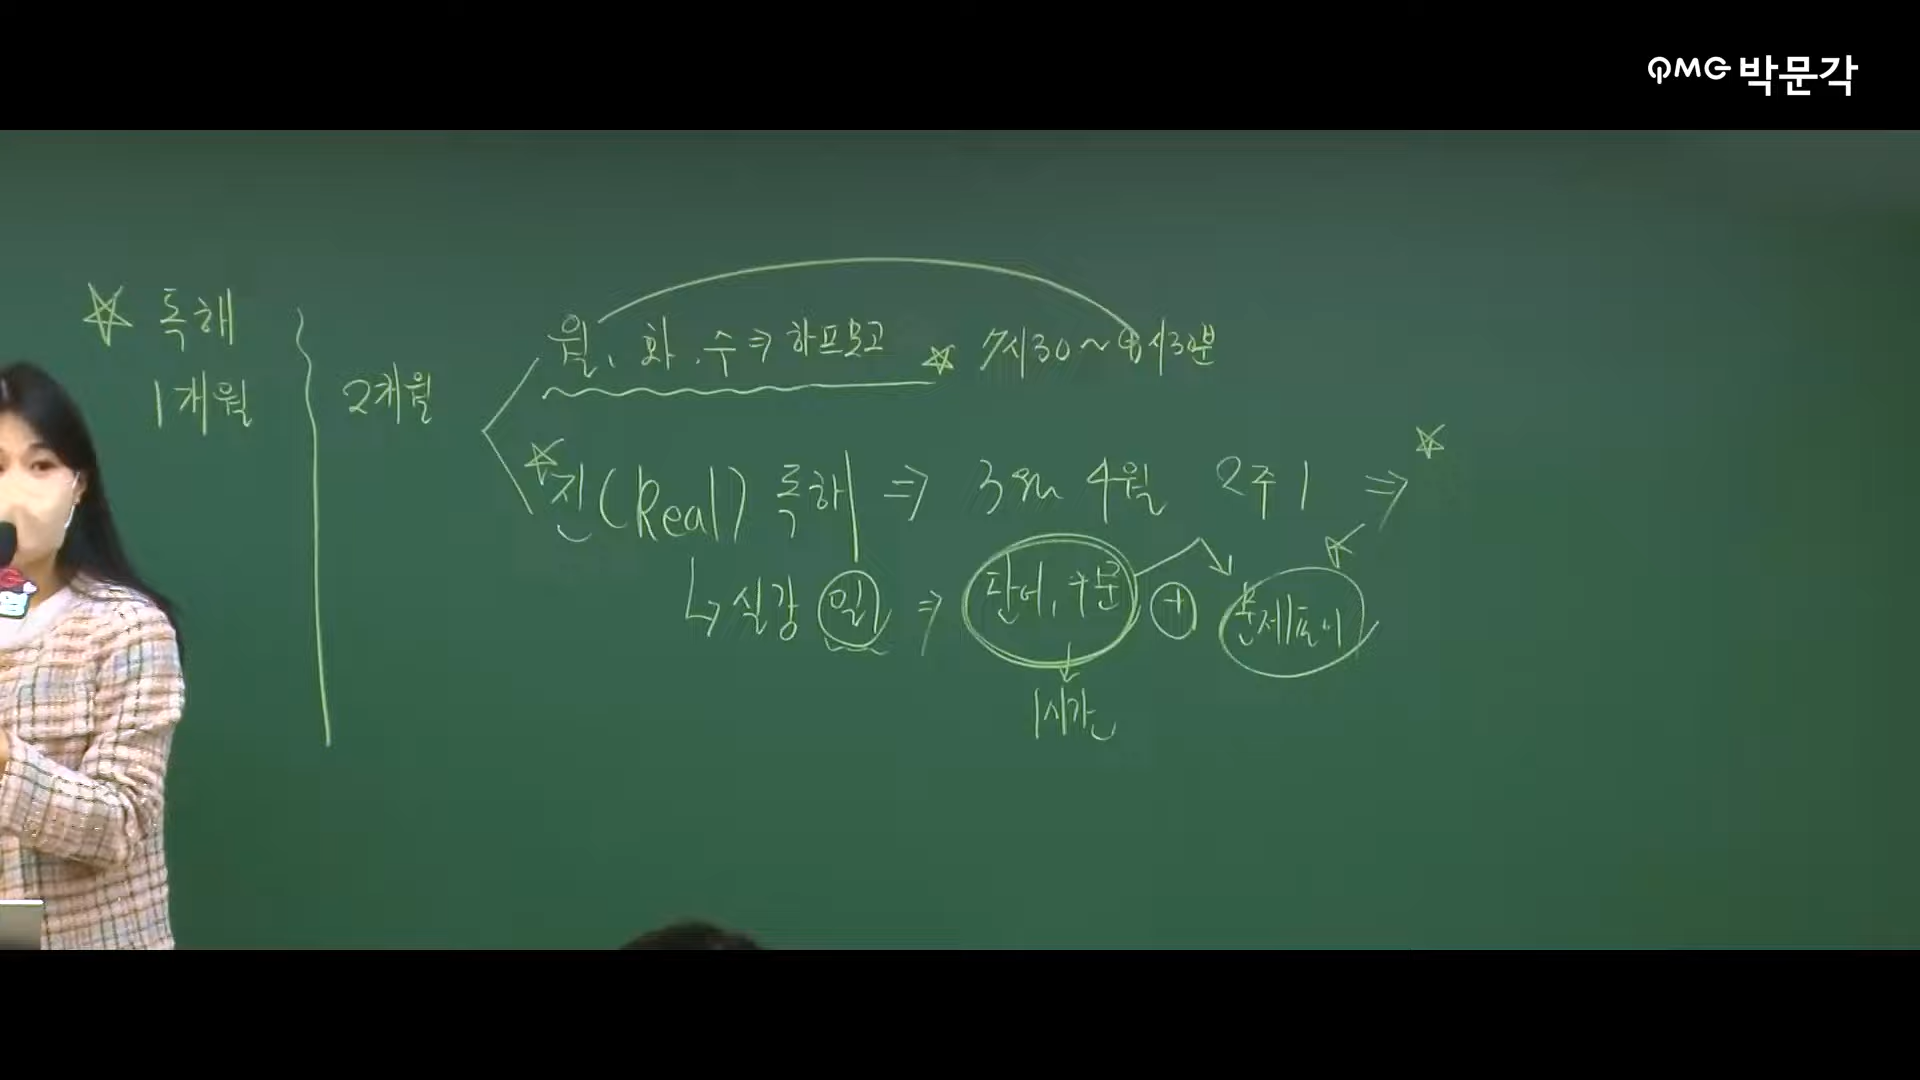 PMG 박문각
☆ 독해
1개월
2개월
월, 화, 수 ⇒ 하프모고 ☆ 7시30~ 시30분
☆ 진(Real) 독해 ⇒ 3월 4월 2주 ⇒ ☆
↳ 실강 일 ⇒ 단어, 구문 + 문제풀이
↓
1시간